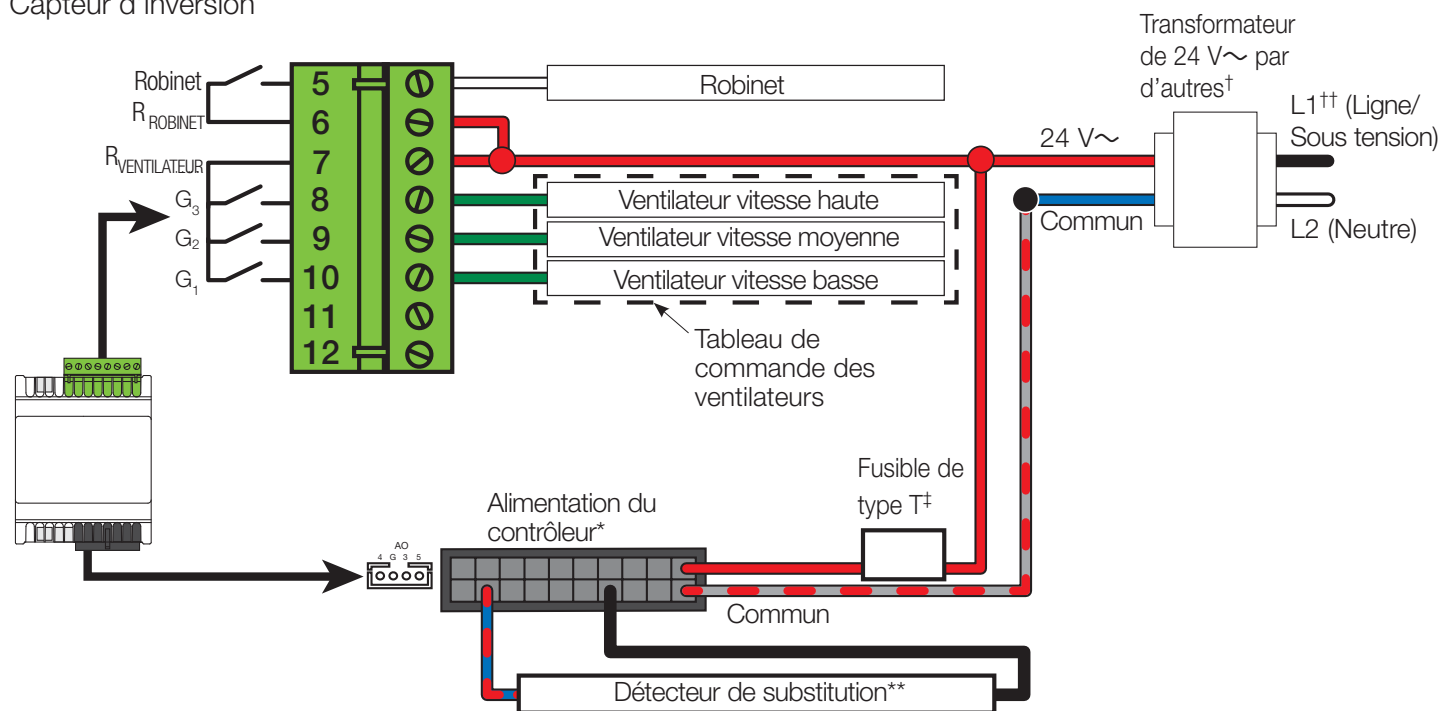 Capteur d'inversion
Transformateur
de 24 V~ par
d'autres†
L1†† (Ligne/
Sous tension)
L2 (Neutre)
24 V~
Commun
Robinet
R ROBINET
RVENTILATEUR
G3
G2
G1
5
6
7
8
9
10
11
12
Robinet
Ventilateur vitesse haute
Ventilateur vitesse moyenne
Ventilateur vitesse basse
Tableau de
commande des
ventilateurs
Fusible de
type T‡
Alimentation du
contrôleur*
AO
4 G 3 5
Commun
Détecteur de substitution**